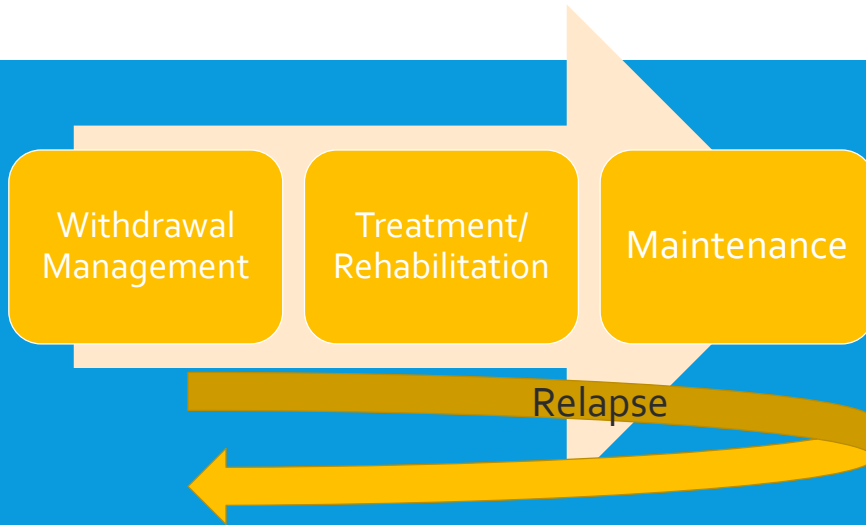 Withdrawal
Management
Treatment/
Rehabilitation
Maintenance
Relapse